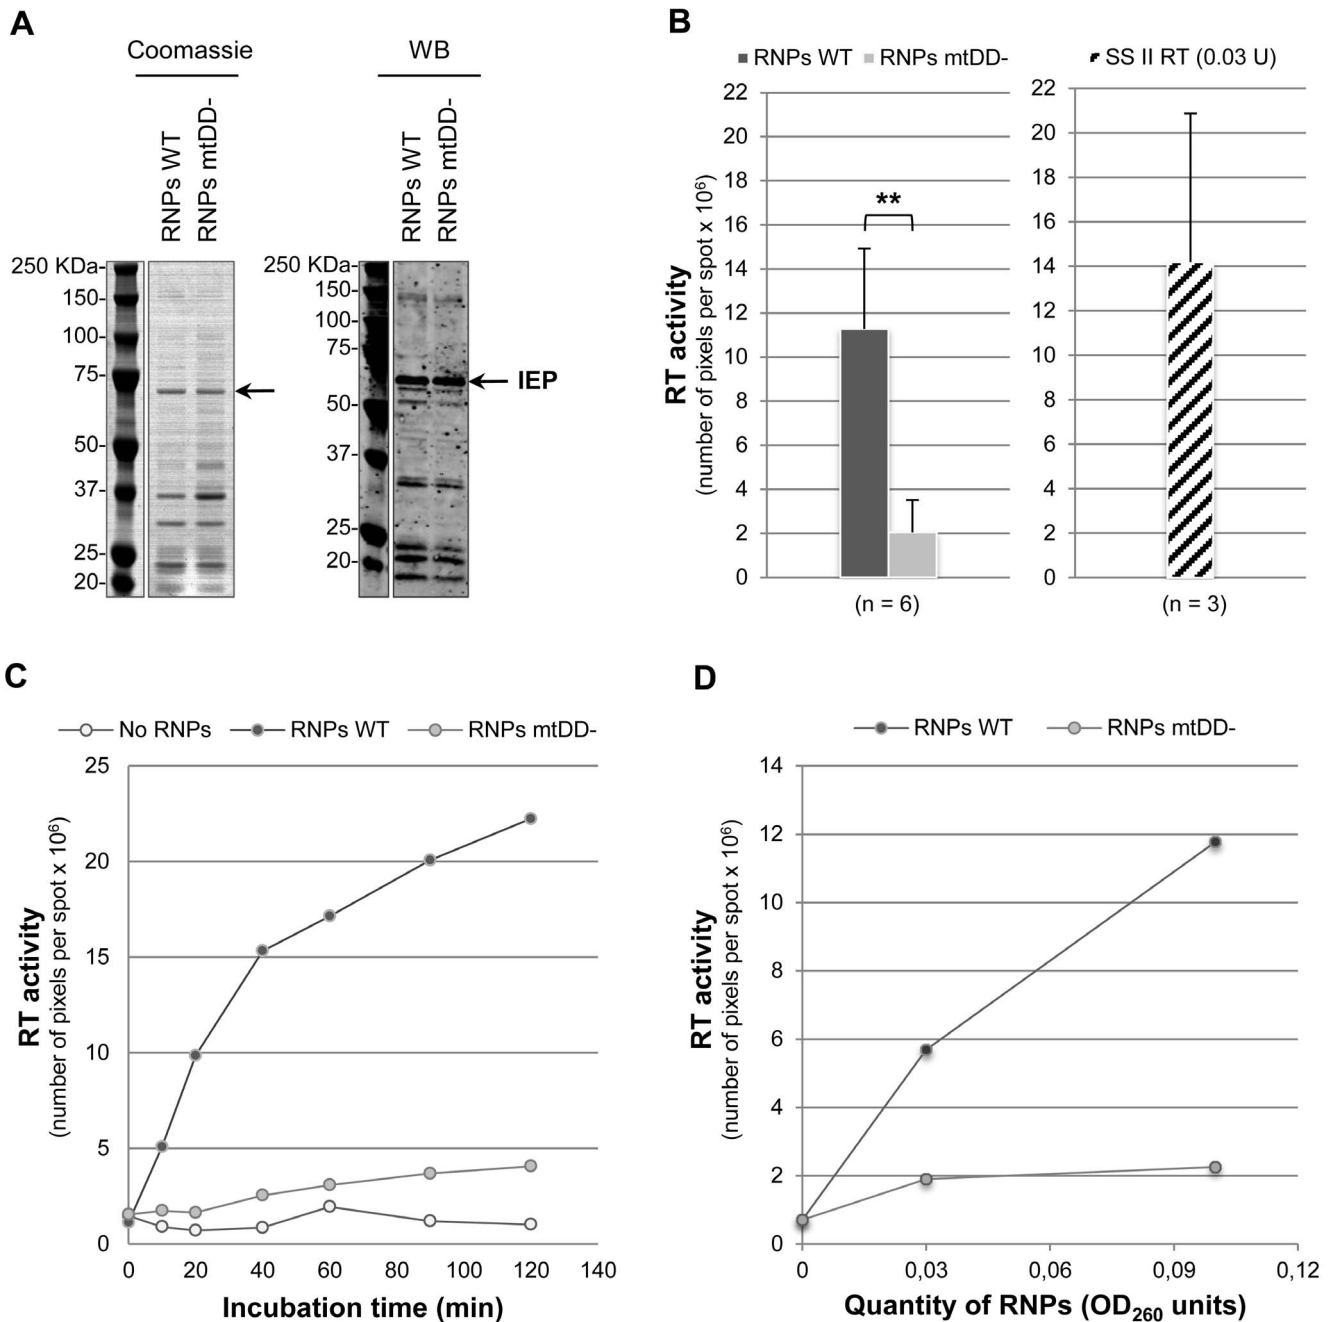 A
Coomassie
WB
RNPs WT
RNPs mtDD-
RNPs WT
RNPs mtDD-
250 KDa-
150-
100-
75-
50-
37-
25-
20-
250 KDa-
150-
100-
75-
50-
37-
25-
20-
IEP
B
RNPs WT RNPs mtDD-
SS II RT (0.03 U)
RT activity
(number of pixels per spot x 10⁶)
22
20
18
16
14
12
10
8
6
4
2
0
**
(n = 6)
22
20
18
16
14
12
10
8
6
4
2
0
(n = 3)
C
No RNPs RNPs WT RNPs mtDD-
RT activity
(number of pixels per spot x 10⁶)
25
20
15
10
5
0
0 20 40 60 80 100 120 140
Incubation time (min)
D
RNPs WT RNPs mtDD-
RT activity
(number of pixels per spot x 10⁶)
14
12
10
8
6
4
2
0
0 0,03 0,06 0,09 0,12
Quantity of RNPs (OD₂₆₀ units)